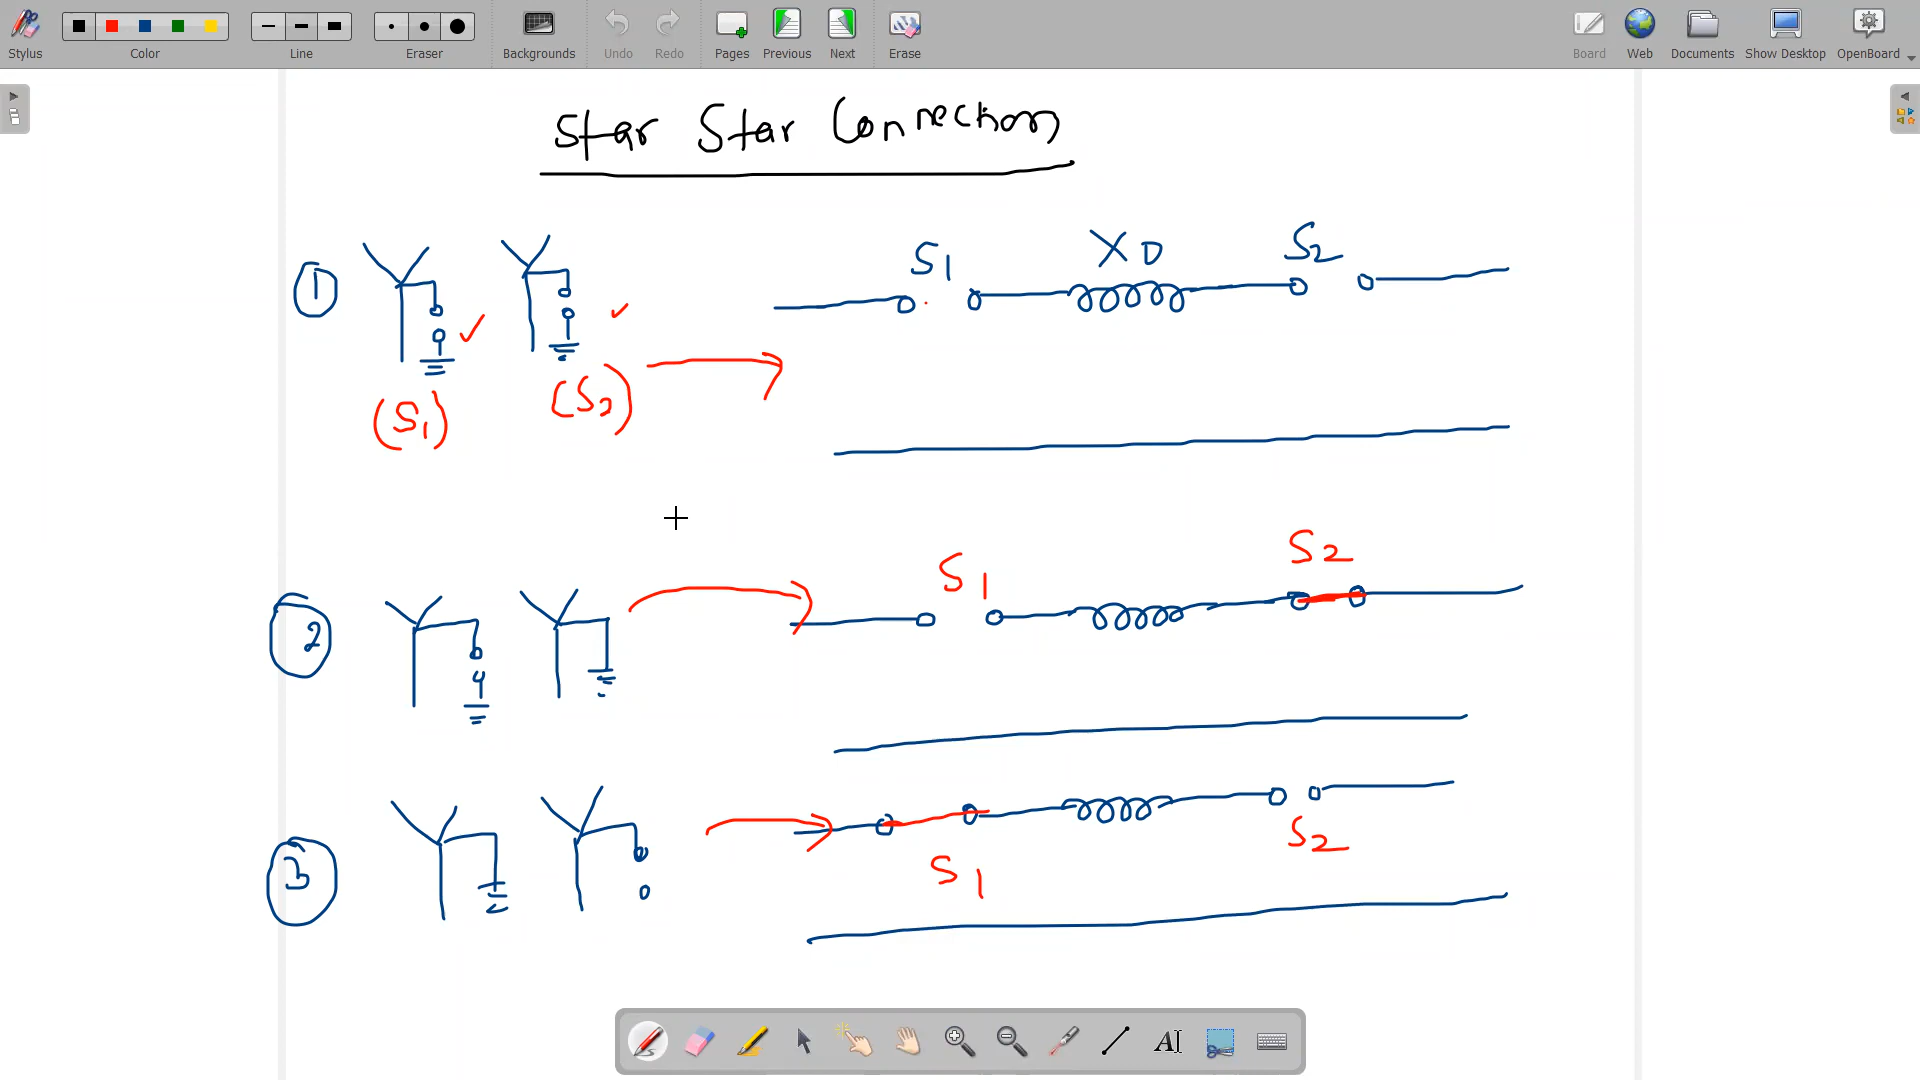 Stylus
Color
Line
Eraser
Backgrounds
Undo
Redo
Pages
Previous
Next
Erase
Board
Web
Documents
Show Desktop
OpenBoard
Star Star Connection
1
(S1)
(S2)
S1
X0
S2
2
S1
S2
3
S1
S2
A